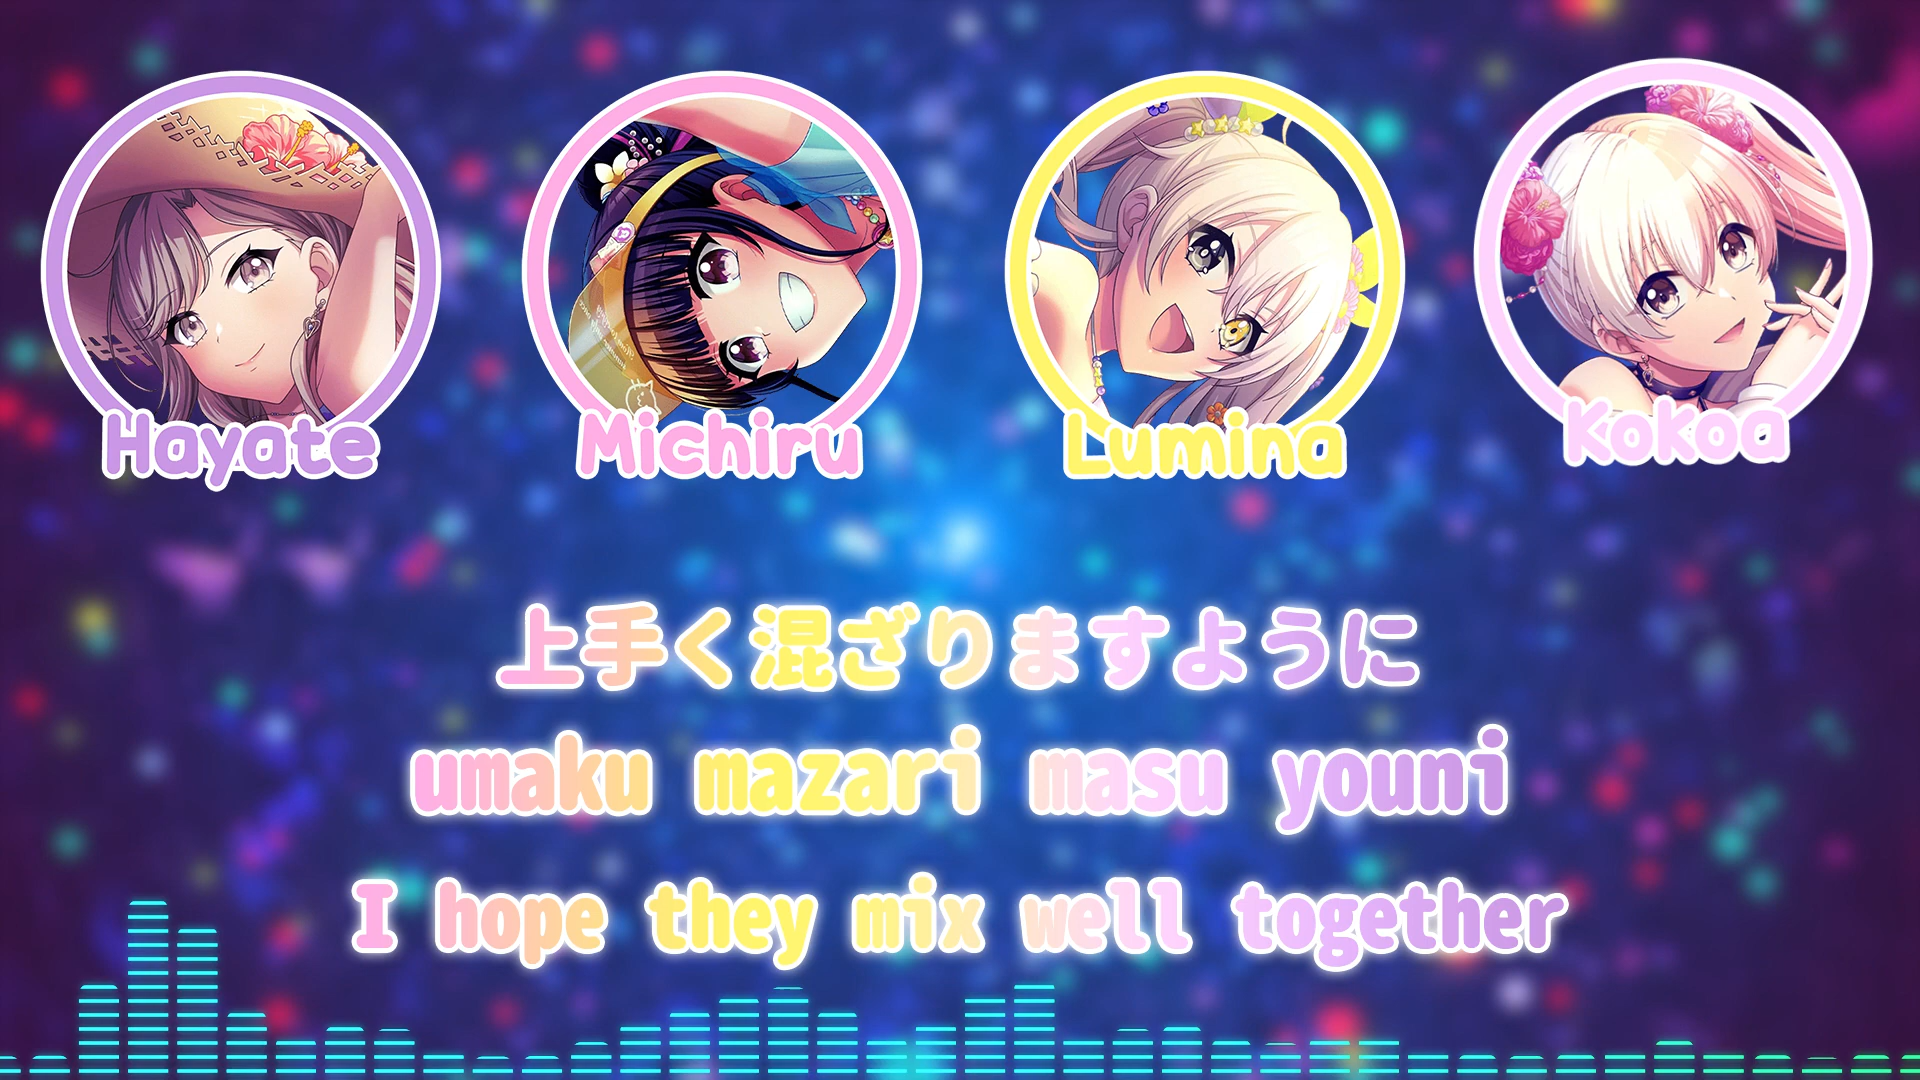 Hayate
Michiru
Lumina
Kokoa
上手く混ざりますように
umaku mazari masu youni
I hope they mix well together